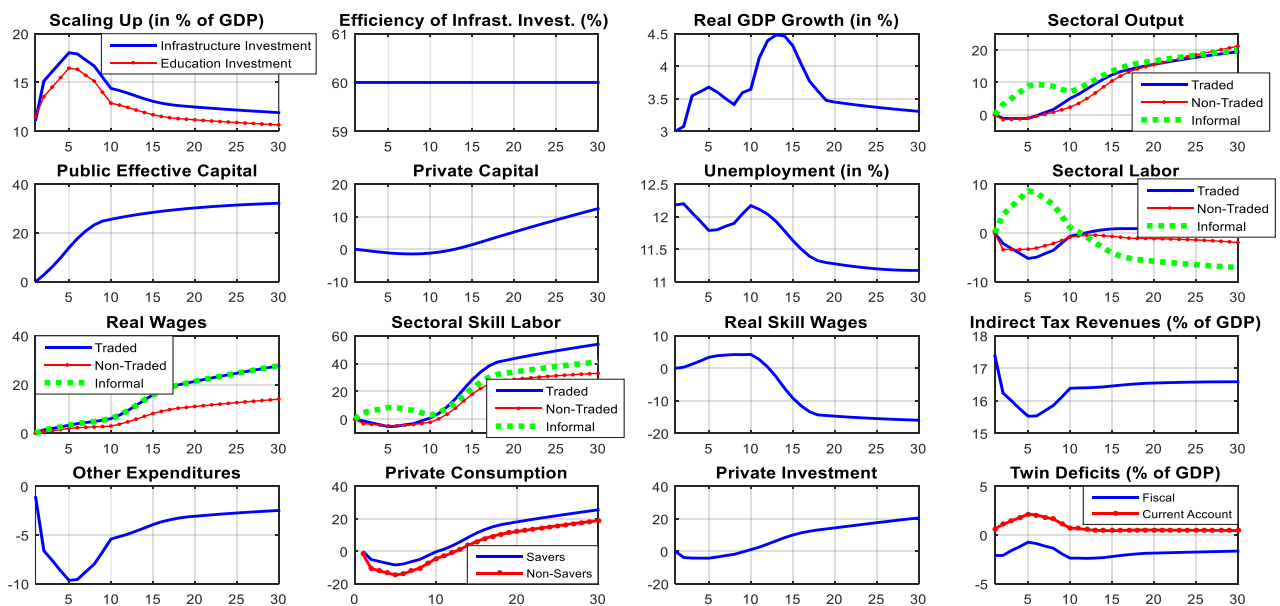 Scaling Up (in % of GDP)
20
15
10
5 10 15 20 25 30
Infrastructure Investment
Education Investment
Efficiency of Infrast. Invest. (%)
61
60
59
5 10 15 20 25 30
Real GDP Growth (in %)
4.5
4
3.5
3
5 10 15 20 25 30
Sectoral Output
20
10
0
5 10 15 20 25 30
Traded
Non-Traded
Informal
Public Effective Capital
40
20
0
5 10 15 20 25 30
Private Capital
20
10
0
-10
5 10 15 20 25 30
Unemployment (in %)
12.5
12
11.5
11
5 10 15 20 25 30
Sectoral Labor
10
0
-10
5 10 15 20 25 30
Traded
Non-Traded
Informal
Real Wages
40
20
0
5 10 15 20 25 30
Traded
Non-Traded
Informal
Sectoral Skill Labor
60
40
20
0
5 10 15 20 25 30
Traded
Non-Traded
Informal
Real Skill Wages
10
0
-10
-20
5 10 15 20 25 30
Indirect Tax Revenues (% of GDP)
18
17
16
15
5 10 15 20 25 30
Other Expenditures
0
-5
-10
5 10 15 20 25 30
Private Consumption
40
20
0
-20
0 10 20 30
Savers
Non-Savers
Private Investment
40
20
0
-20
5 10 15 20 25 30
Twin Deficits (% of GDP)
5
0
-5
5 10 15 20 25 30
Fiscal
Current Account